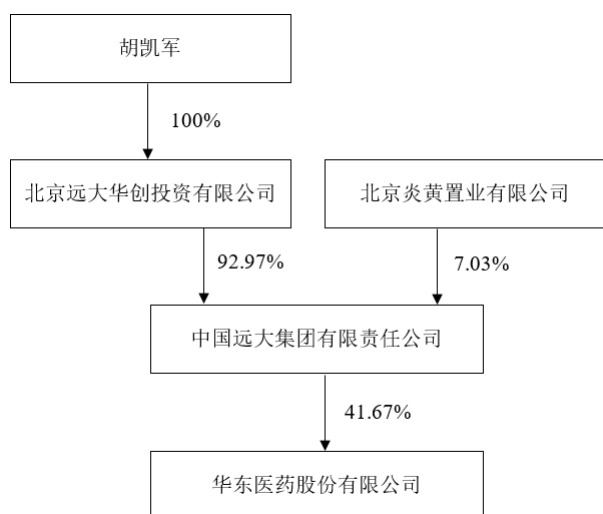 胡凯军
100%
北京远大华创投资有限公司
北京炎黄置业有限公司
92.97%
7.03%
中国远大集团有限责任公司
41.67%
华东医药股份有限公司